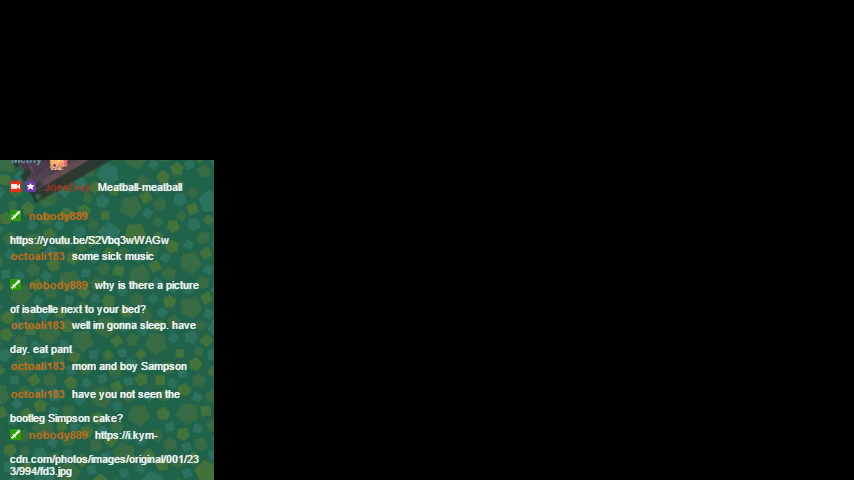 Meatball-meatball
nobody889
https://youtu.be/S2Vbq3wWAGw
octoali183 some sick music
nobody889 why is there a picture
of isabelle next to your bed?
octoali183 well im gonna sleep. have
day. eat pant
octoali183 mom and boy Sampson
octoali183 have you not seen the
bootleg Simpson cake?
nobody889 https://i.kym-
cdn.com/photos/images/original/001/23
3/994/fd3.jpg